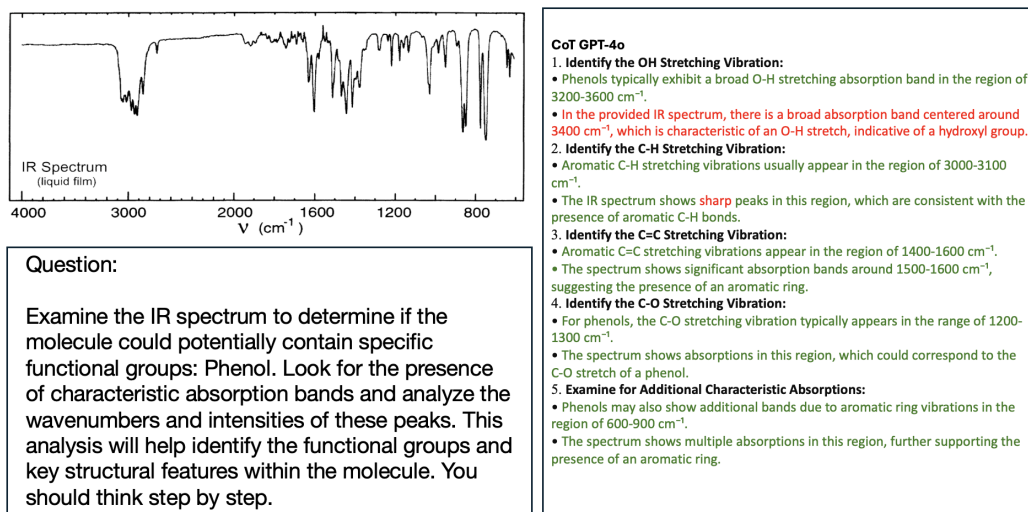 IR Spectrum
(liquid film)
4000 3000 2000 1600 1200 800
ν (cm⁻¹)
Question:
Examine the IR spectrum to determine if the
molecule could potentially contain specific
functional groups: Phenol. Look for the presence
of characteristic absorption bands and analyze the
wavenumbers and intensities of these peaks. This
analysis will help identify the functional groups and
key structural features within the molecule. You
should think step by step.
CoT GPT-4o
1. Identify the OH Stretching Vibration:
• Phenols typically exhibit a broad O-H stretching absorption band in the region of
3200-3600 cm⁻¹.
• In the provided IR spectrum, there is a broad absorption band centered around
3400 cm⁻¹, which is characteristic of an O-H stretch, indicative of a hydroxyl group.
2. Identify the C-H Stretching Vibration:
• Aromatic C-H stretching vibrations usually appear in the region of 3000-3100
cm⁻¹.
• The IR spectrum shows sharp peaks in this region, which are consistent with the
presence of aromatic C-H bonds.
3. Identify the C=C Stretching Vibration:
• Aromatic C=C stretching vibrations appear in the region of 1400-1600 cm⁻¹.
• The spectrum shows significant absorption bands around 1500-1600 cm⁻¹,
suggesting the presence of an aromatic ring.
4. Identify the C-O Stretching Vibration:
• For phenols, the C-O stretching vibration typically appears in the range of 1200-
1300 cm⁻¹.
• The spectrum shows absorptions in this region, which could correspond to the
C-O stretch of a phenol.
5. Examine for Additional Characteristic Absorptions:
• Phenols may also show additional bands due to aromatic ring vibrations in the
region of 600-900 cm⁻¹.
• The spectrum shows multiple absorptions in this region, further supporting the
presence of an aromatic ring.